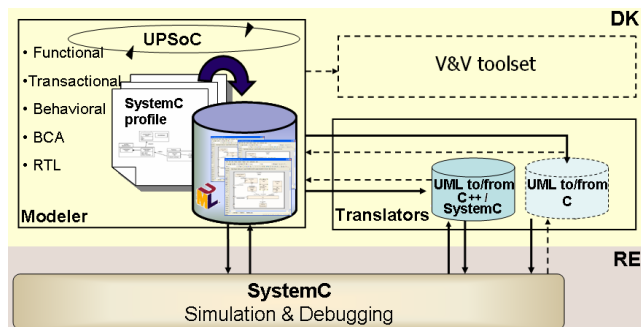 DK
UPSoC
• Functional
• Transactional
• Behavioral
• BCA
• RTL
SystemC
profile
UML
Modeler
V&V toolset
UML to/from
C++ /
SystemC
UML to/from
C
Translators
RE
SystemC
Simulation & Debugging